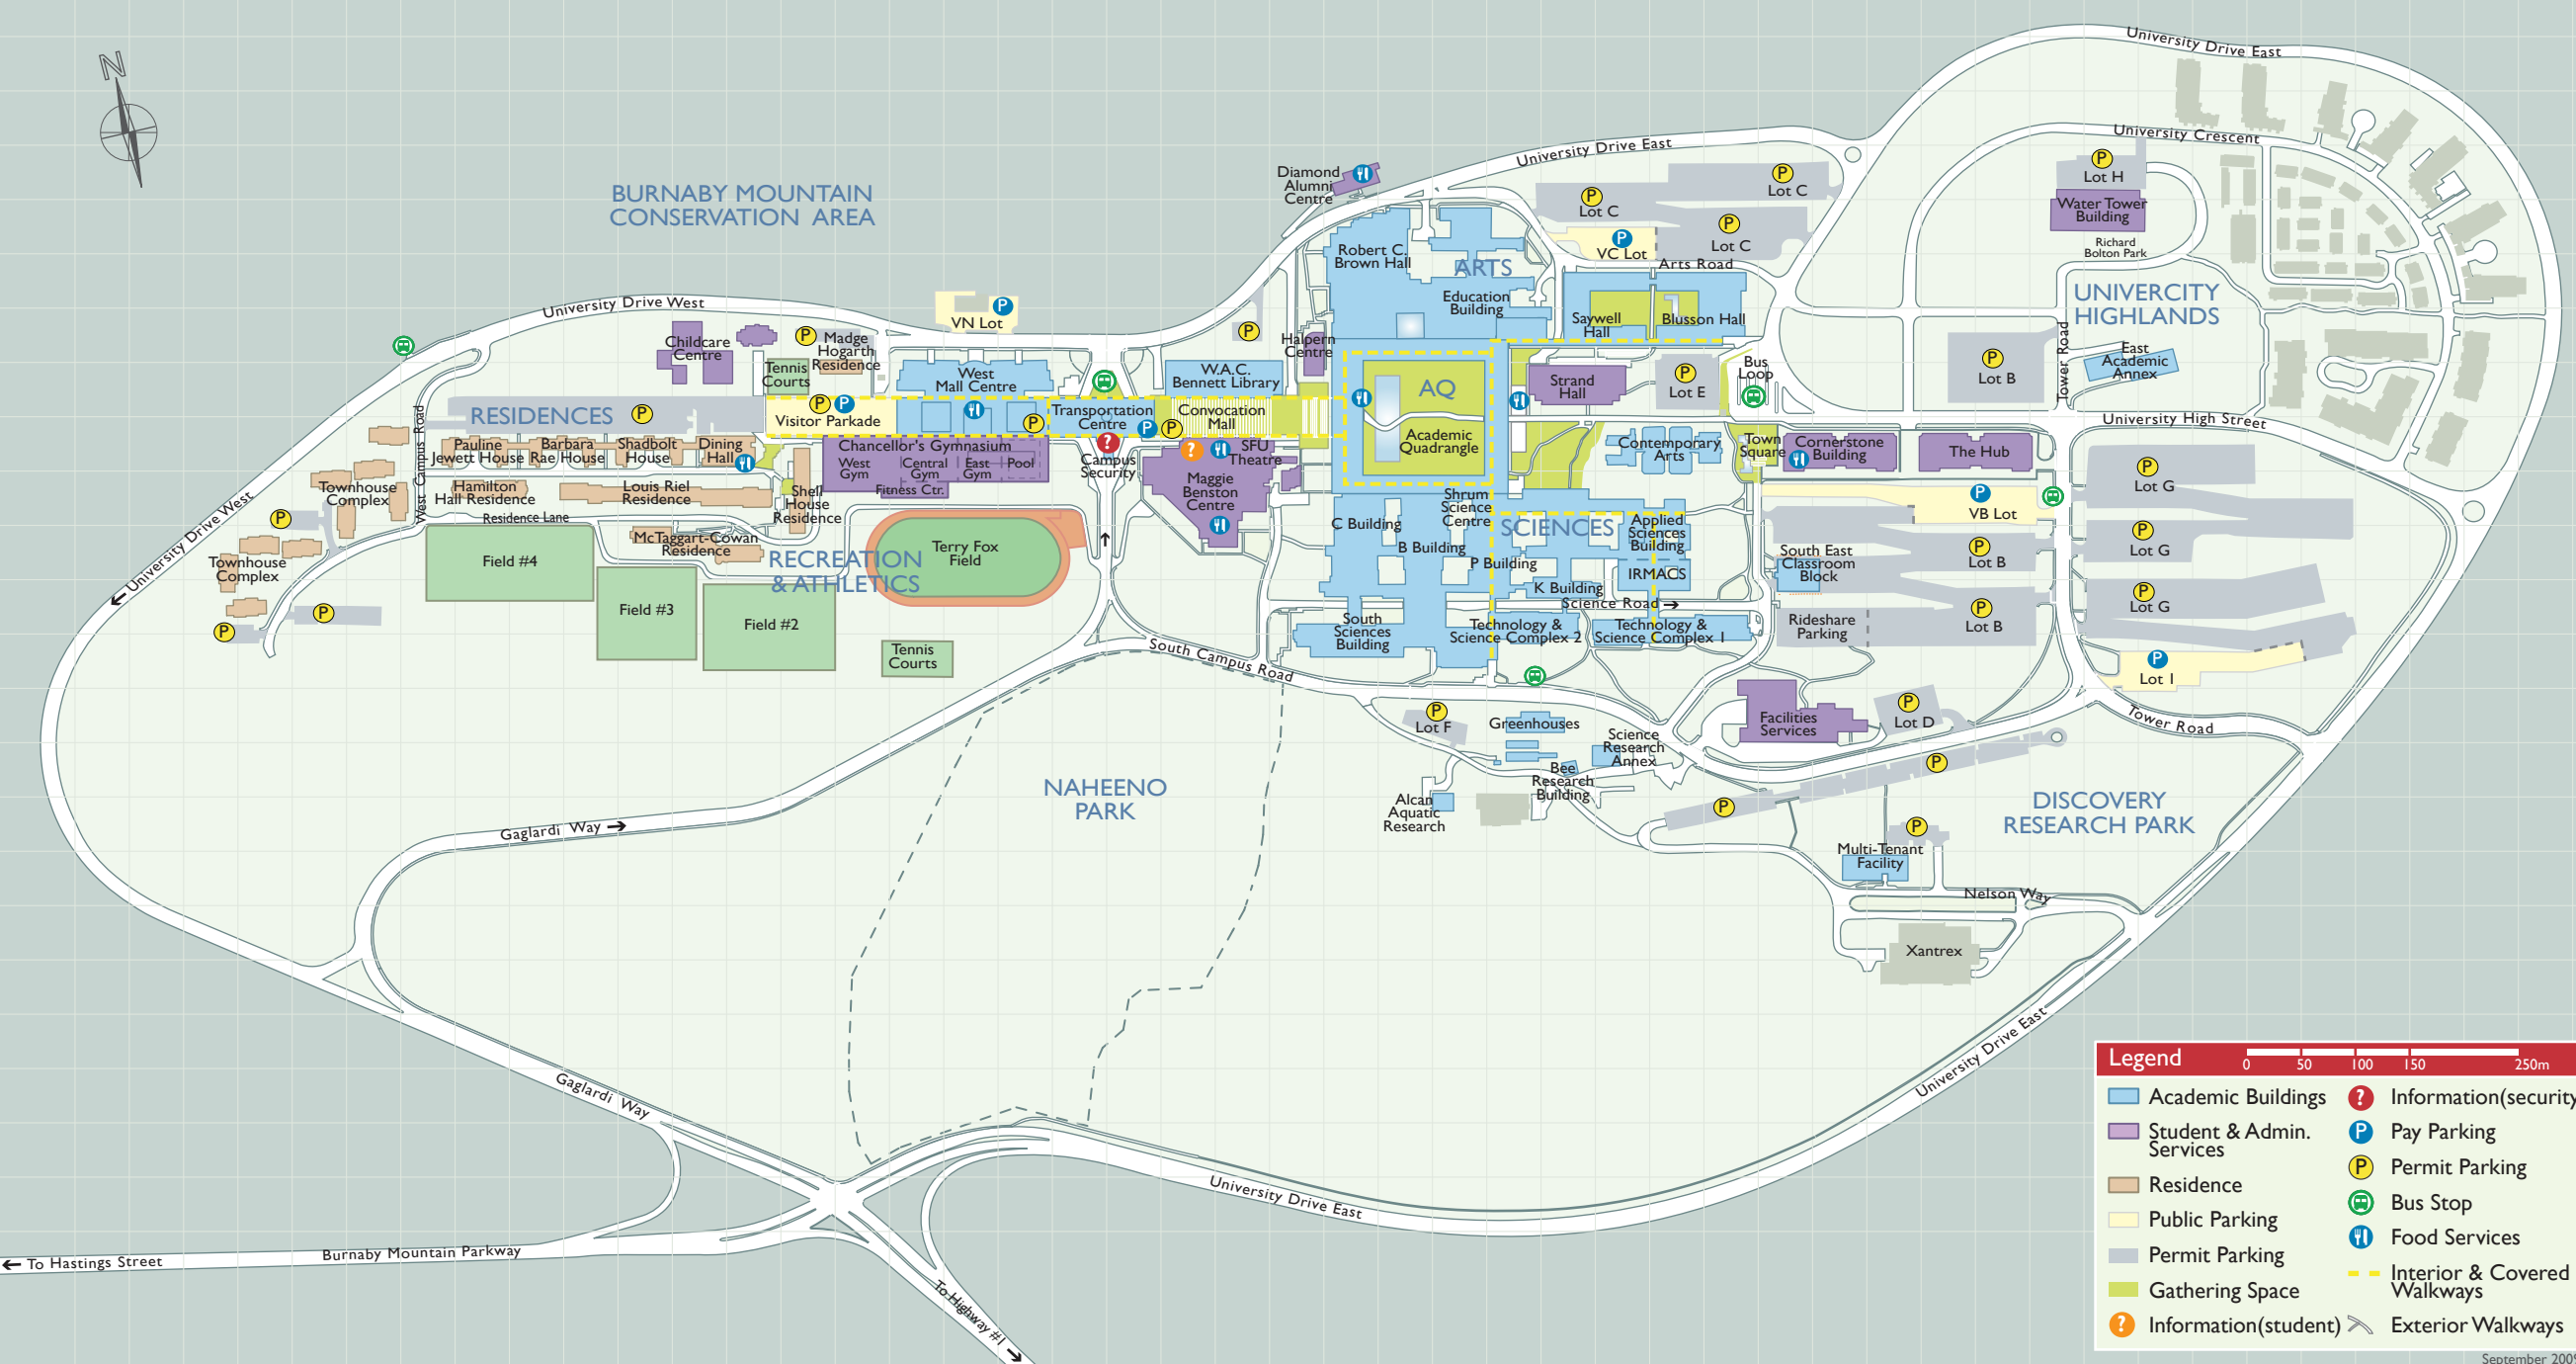 N
BURNABY MOUNTAIN
CONSERVATION AREA
University Drive East
University Crescent
University Drive East
Diamond
Alumni
Centre
P
Lot C
P
Lot C
P
Lot C
P
VC Lot
Arts Road
P
Lot H
Water Tower
Building
Richard
Bolton Park
UNIVERCITY
HIGHLANDS
Robert C.
Brown Hall
ARTS
Education
Building
Saywell
Hall
Blusson Hall
University Drive West
P
VN Lot
P
Halpern
Centre
Childcare
Centre
P
Madge
Hogarth
Residence
Tennis
Courts
West
Mall Centre
W.A.C.
Bennett Library
AQ
Academic
Quadrangle
Strand
Hall
P
Lot E
Bus
Loop
P
Lot B
Tower Road
East
Academic
Annex
University High Street
RESIDENCES
P
P
P
Visitor Parkade
P
Transportation
Centre
P
P
Convocation
Mall
West Campus Road
Pauline
Jewett House
Barbara
Rae House
Shadbolt
House
Dining
Hall
Chancellor's Gymnasium
West
Gym
Central
Gym
East
Gym
Pool
Fitness Ctr.
?
Campus
Security
?
SFU
Theatre
Maggie
Benston
Centre
Contemporary
Arts
Town
Square
Cornerstone
Building
The Hub
P
Lot G
Townhouse
Complex
Hamilton
Hall Residence
Louis Riel
Residence
Shell
House
Residence
Residence Lane
McTaggart-Cowan
Residence
P
Townhouse
Complex
P
P
University Drive West
Field #4
Field #3
Field #2
RECREATION
& ATHLETICS
Terry Fox
Field
Tennis
Courts
Shrum
Science
Centre
C Building
B Building
P Building
K Building
SCIENCES
Applied
Sciences
Building
IRMACS
Science Road
South
Sciences
Building
Technology &
Science Complex 2
Technology &
Science Complex 1
P
VB Lot
South East
Classroom
Block
P
Lot B
P
Lot B
Rideshare
Parking
P
Lot G
P
Lot G
P
Lot 1
Tower Road
South Campus Road
P
Lot F
Greenhouses
Science
Research
Annex
Bee
Research
Building
Alcan
Aquatic
Research
Facilities
Services
P
Lot D
P
P
P
Multi-Tenant
Facility
DISCOVERY
RESEARCH PARK
Nelson Way
Xantrex
NAHEENO
PARK
Gaglardi Way
Gaglardi Way
University Drive East
University Drive East
Burnaby Mountain Parkway
To Hastings Street
To Highway #1
Legend
0 50 100 150 250m
Academic Buildings
Student & Admin.
Services
Residence
Public Parking
Permit Parking
Gathering Space
? Information(student)
? Information(security
P Pay Parking
P Permit Parking
Bus Stop
Food Services
Interior & Covered
Walkways
Exterior Walkways
September 2009